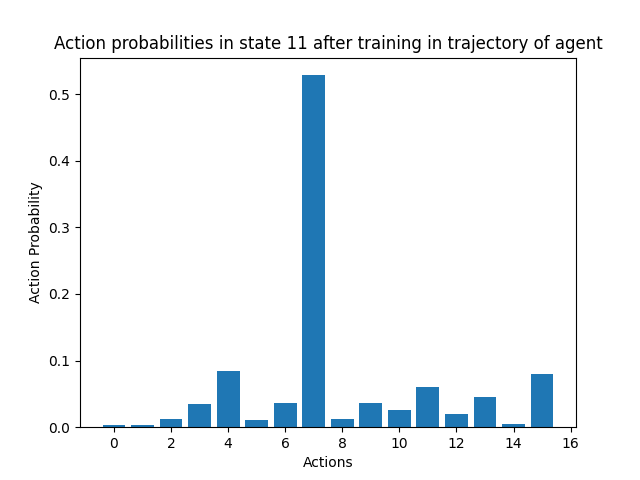 Action probabilities in state 11 after training in trajectory of agent
Action Probability
0.5
0.4
0.3
0.2
0.1
0.0
0 2 4 6 8 10 12 14 16
Actions